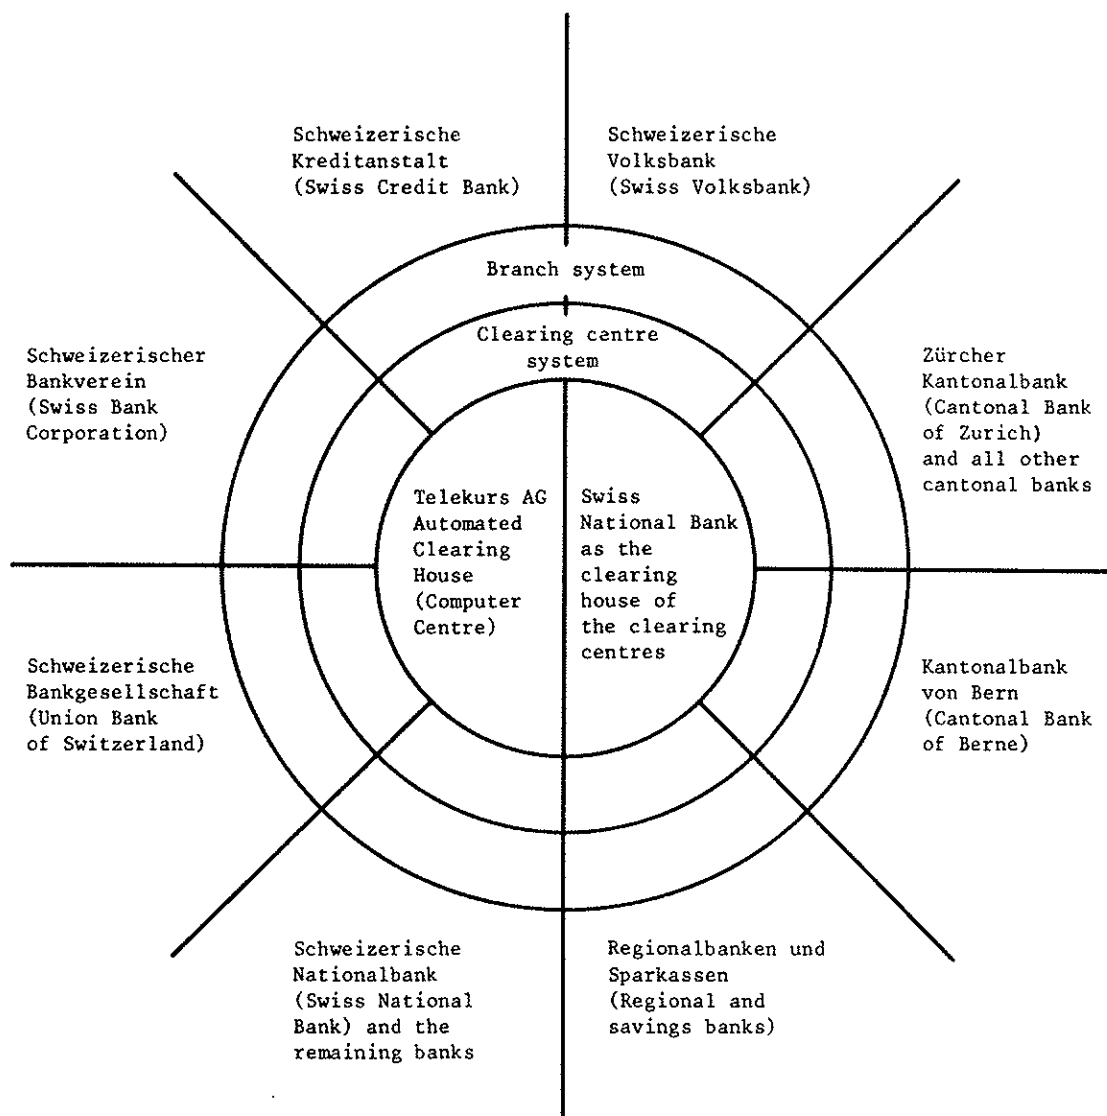 Schweizerische
Kreditanstalt
(Swiss Credit Bank)
Schweizerische
Volksbank
(Swiss Volksbank)
Branch system
Clearing centre
system
Schweizerischer
Bankverein
(Swiss Bank
Corporation)
Zürcher
Kantonalbank
(Cantonal Bank
of Zurich)
and all other
cantonal banks
Telekurs AG
Automated
Clearing
House
(Computer
Centre)
Swiss
National Bank
as the
clearing
house of
the clearing
centres
Schweizerische
Bankgesellschaft
(Union Bank
of Switzerland)
Kantonalbank
von Bern
(Cantonal Bank
of Berne)
Schweizerische
Nationalbank
(Swiss National
Bank) and the
remaining banks
Regionalbanken und
Sparkassen
(Regional and
savings banks)